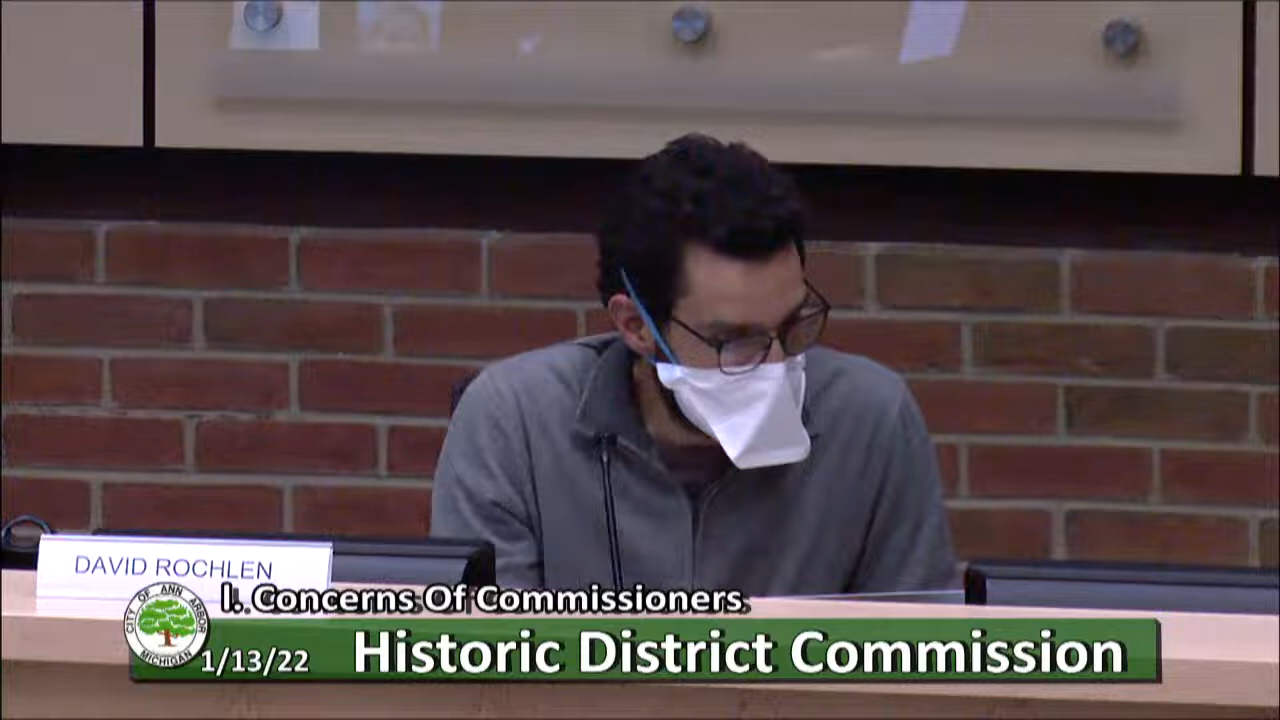 DAVID ROCHLEN
I. Concerns Of Commissioners
CITY OF ANN ARBOR
MICHIGAN
1/13/22
Historic District Commission